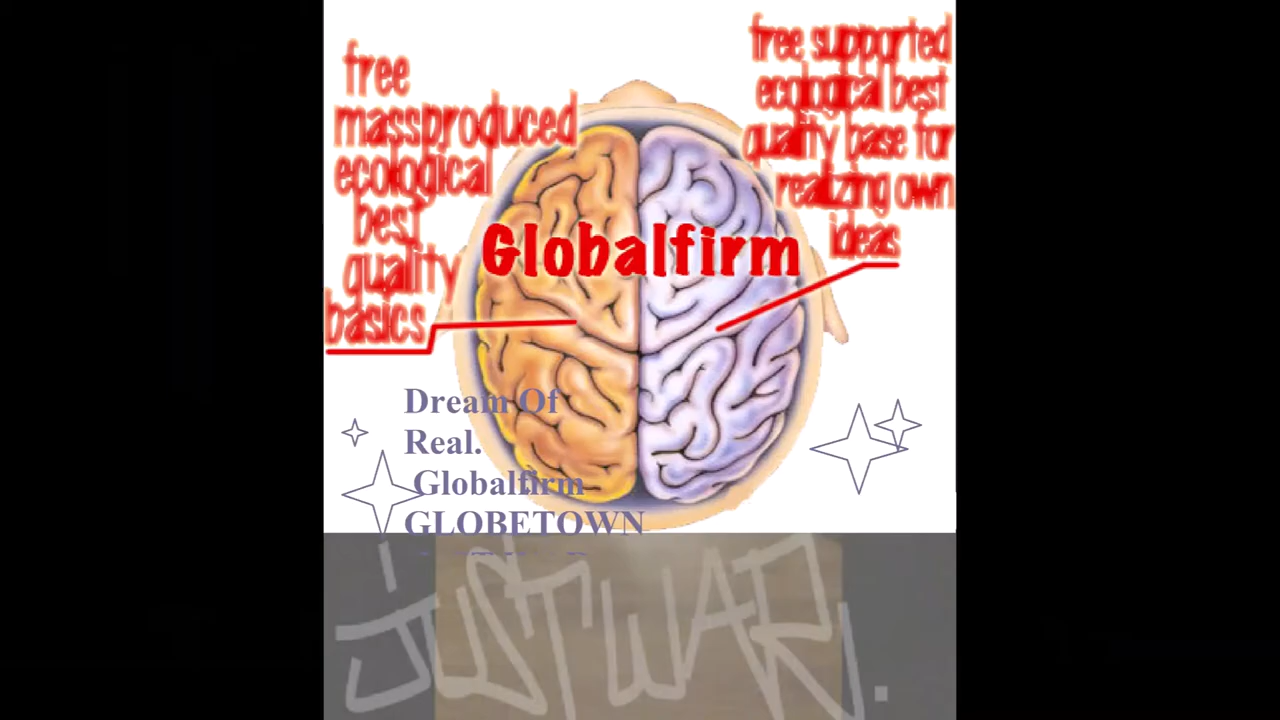 free
massproduced
ecological
best
quality
basics
free supported
ecological best
quality base for
realizing own
ideas
Globalfirm
Dream Of
Real.
Globalfirm
GLOBETOWN
JUST WAR.